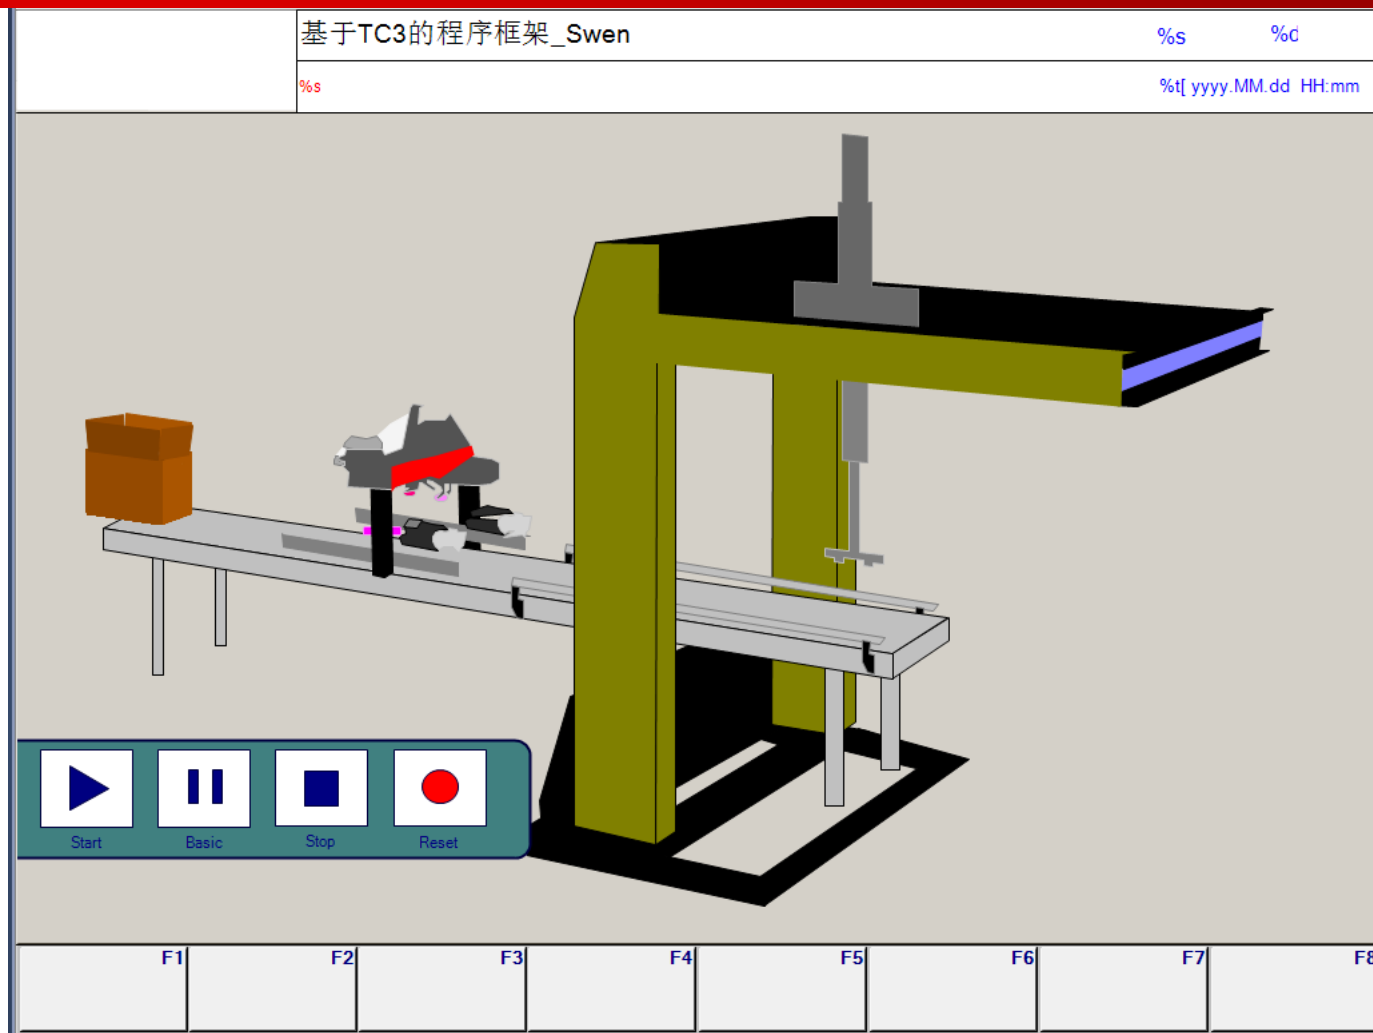 基于TC3的程序框架_Swen
%s
%d
%s
%t[ yyyy.MM.dd HH:mm
Start
Basic
Stop
Reset
F1
F2
F3
F4
F5
F6
F7
F8